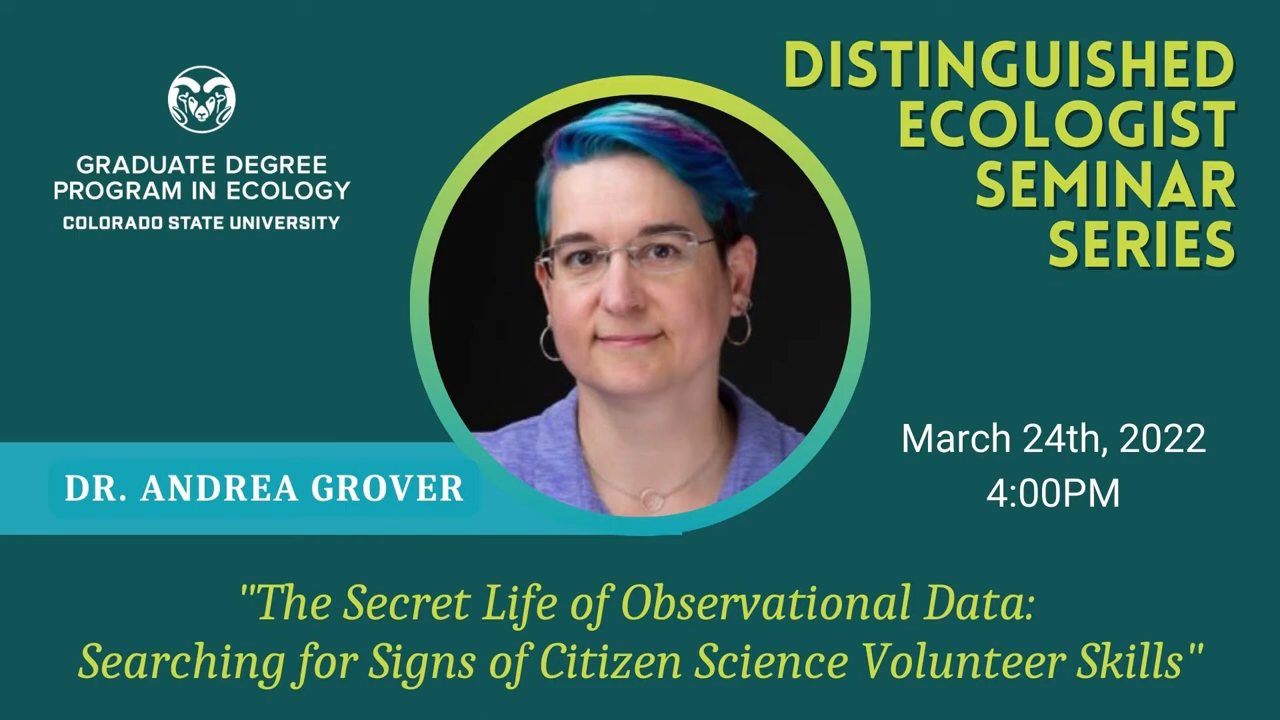 GRADUATE DEGREE
PROGRAM IN ECOLOGY
COLORADO STATE UNIVERSITY
DISTINGUISHED
ECOLOGIST
SEMINAR
SERIES
DR. ANDREA GROVER
March 24th, 2022
4:00PM
"The Secret Life of Observational Data:
Searching for Signs of Citizen Science Volunteer Skills"